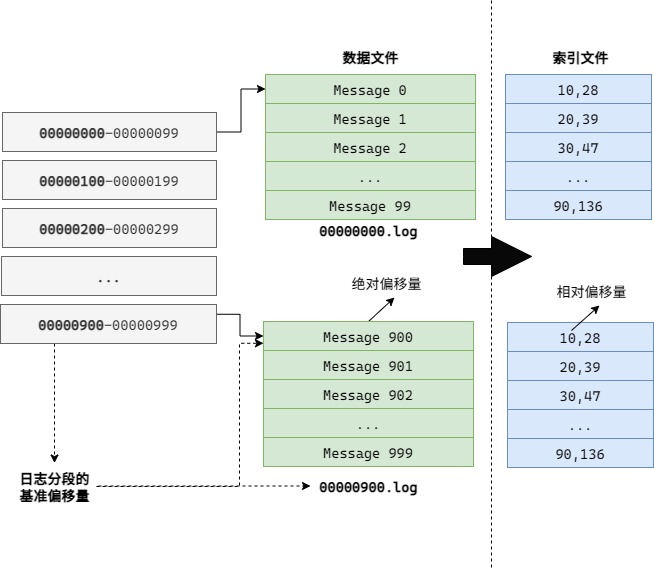 数据文件
索引文件
00000000-00000099
00000100-00000199
00000200-00000299
...
00000900-00000999
Message 0
Message 1
Message 2
...
Message 99
00000000.log
10,28
20,39
30,47
...
90,136
绝对偏移量
相对偏移量
Message 900
Message 901
Message 902
...
Message 999
00000900.log
10,28
20,39
30,47
...
90,136
日志分段的
基准偏移量